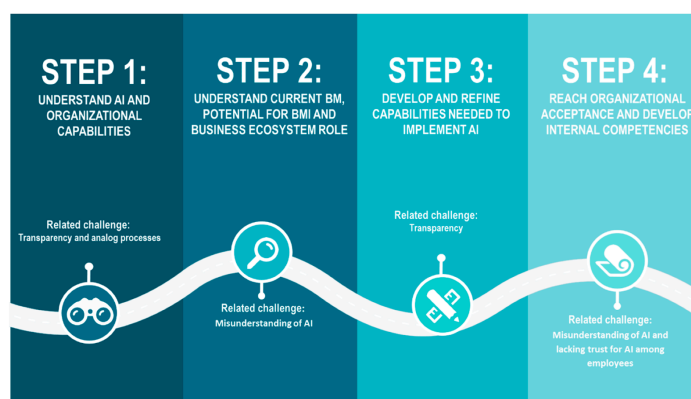 STEP 1:
UNDERSTAND AI AND
ORGANIZATIONAL
CAPABILITIES
Related challenge:
Transparency and analog processes
STEP 2:
UNDERSTAND CURRENT BM,
POTENTIAL FOR BMI AND
BUSINESS ECOSYSTEM ROLE
Related challenge:
Misunderstanding of AI
STEP 3:
DEVELOP AND REFINE
CAPABILITIES NEEDED TO
IMPLEMENT AI
Related challenge:
Transparency
STEP 4:
REACH ORGANIZATIONAL
ACCEPTANCE AND DEVELOP
INTERNAL COMPETENCIES
Related challenge:
Misunderstanding of AI and
lacking trust for AI among
employees